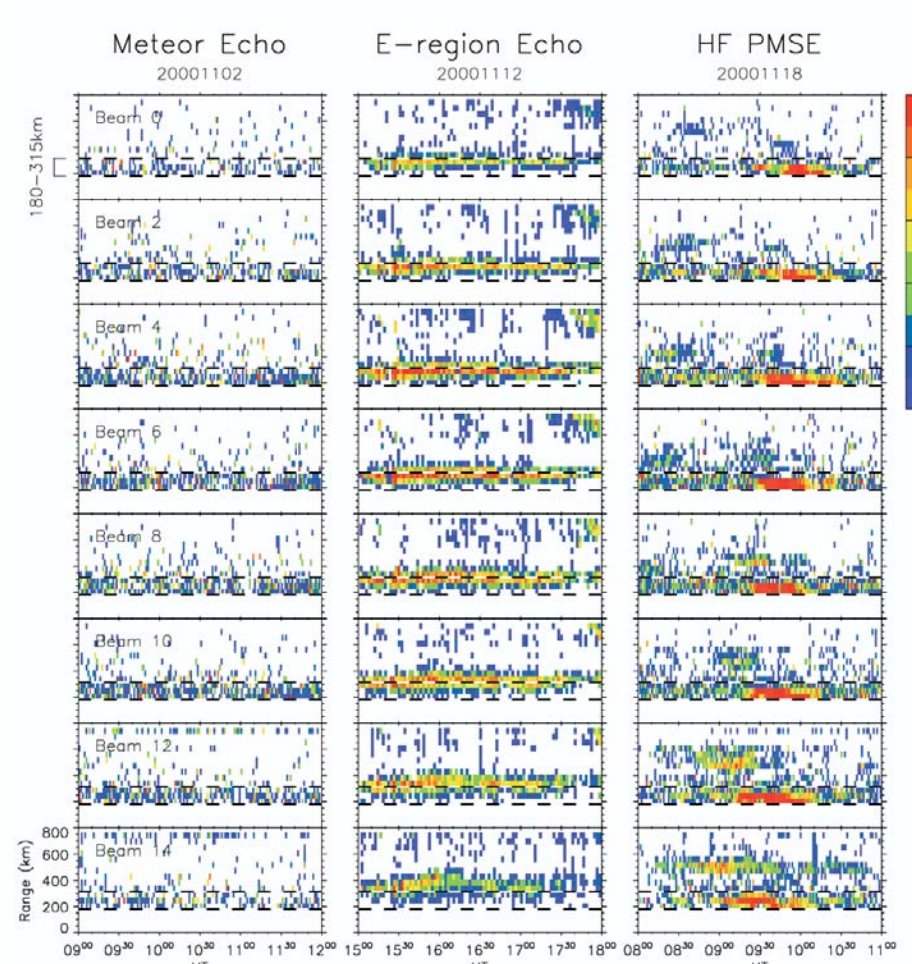 Meteor Echo E-region Echo HF PMSE
20001102 20001112 20001118
180-315km
Beam 0
Beam 2
Beam 4
Beam 6
Beam 8
Beam 10
Beam 12
Beam 14
Range (km)
800
600
400
200
0
09⁰⁰ 09³⁰ 10⁰⁰ 10³⁰ 11⁰⁰ 11³⁰ 12⁰⁰ 15⁰⁰ 15³⁰ 16⁰⁰ 16³⁰ 17⁰⁰ 17³⁰ 18⁰⁰ 08⁰⁰ 08³⁰ 09⁰⁰ 09³⁰ 10⁰⁰ 10³⁰ 11⁰⁰